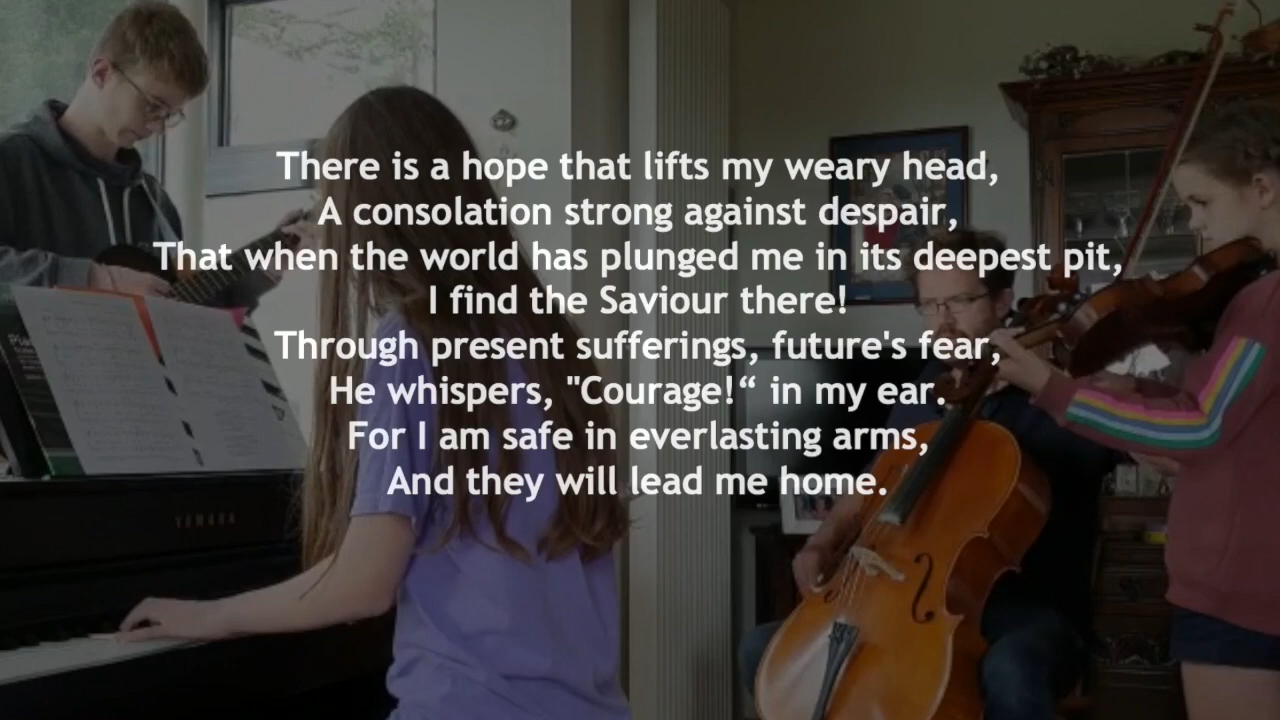 There is a hope that lifts my weary head,
A consolation strong against despair,
That when the world has plunged me in its deepest pit,
I find the Saviour there!
Through present sufferings, future's fear,
He whispers, "Courage!“ in my ear.
For I am safe in everlasting arms,
And they will lead me home.
YAMAHA